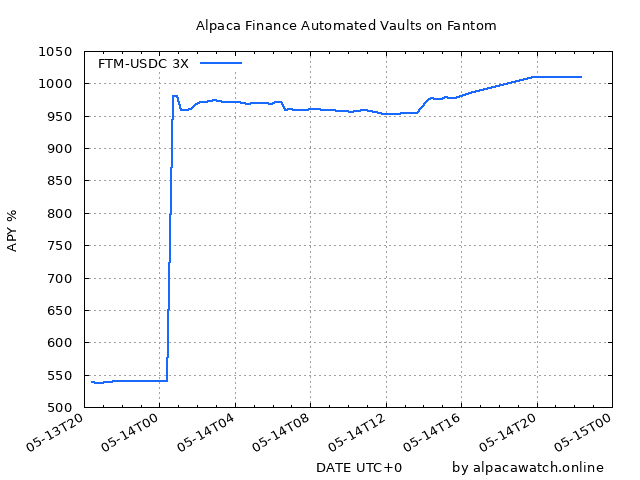 Alpaca Finance Automated Vaults on Fantom
FTM-USDC 3X
APY %
1050
1000
950
900
850
800
750
700
650
600
550
500
05-13T20
05-14T00
05-14T04
05-14T08
05-14T12
05-14T16
05-14T20
05-15T00
DATE UTC+0
by alpacawatch.online